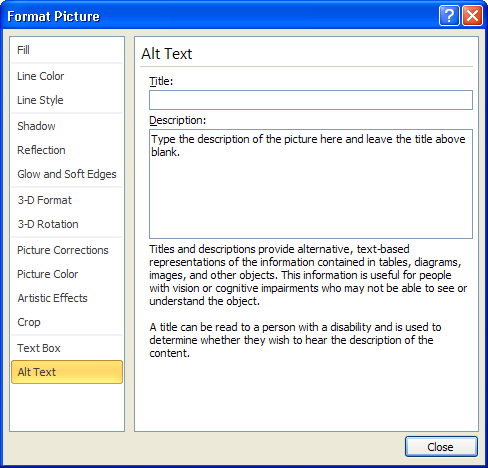 Format Picture
Fill
Line Color
Line Style
Shadow
Reflection
Glow and Soft Edges
3-D Format
3-D Rotation
Picture Corrections
Picture Color
Artistic Effects
Crop
Text Box
Alt Text
Alt Text
Title:
Description:
Type the description of the picture here and leave the title above
blank.
Titles and descriptions provide alternative, text-based
representations of the information contained in tables, diagrams,
images, and other objects. This information is useful for people
with vision or cognitive impairments who may not be able to see or
understand the object.
A title can be read to a person with a disability and is used to
determine whether they wish to hear the description of the
content.
Close